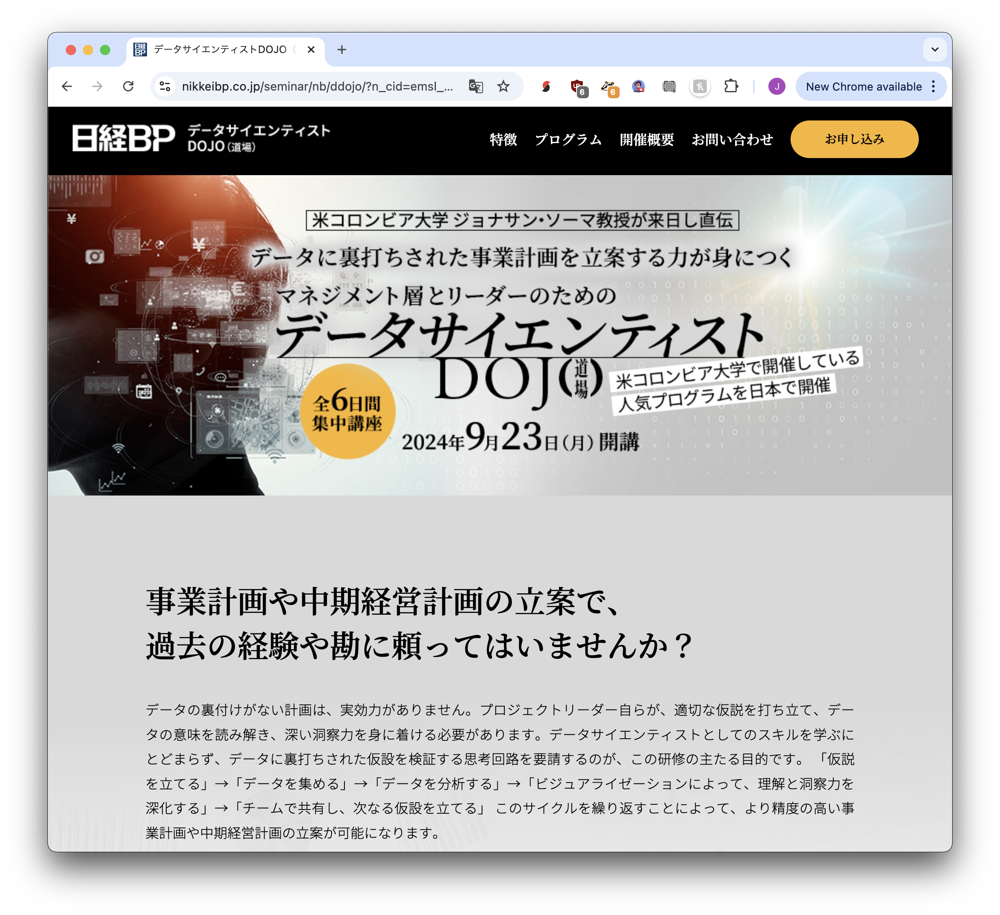 データサイエンティストDOJO（
nikkeibp.co.jp/seminar/nb/ddojo/?n_cid=emsl_...
6
6
J
New Chrome available
日経BP
データサイエンティスト
DOJO（道場）
特徴
プログラム
開催概要
お問い合わせ
お申し込み
米コロンビア大学 ジョナサン・ソーマ教授が来日し直伝
データに裏打ちされた事業計画を立案する力が身につく
マネジメント層とリーダーのための
データサイエンティスト
DOJO（道場）
米コロンビア大学で開催している
人気プログラムを日本で開催
全6日間
集中講座
2024年9月23日（月）開講
事業計画や中期経営計画の立案で、
過去の経験や勘に頼ってはいませんか？
データの裏付けがない計画は、実効力がありません。プロジェクトリーダー自らが、適切な仮説を打ち立て、デー
タの意味を読み解き、深い洞察力を身に着ける必要があります。データサイエンティストとしてのスキルを学ぶに
とどまらず、データに裏打ちされた仮設を検証する思考回路を要請するのが、この研修の主たる目的です。 「仮説
を立てる」→「データを集める」→「データを分析する」→「ビジュアライゼーションによって、理解と洞察力を
深化する」→「チームで共有し、次なる仮設を立てる」 このサイクルを繰り返すことによって、より精度の高い事
業計画や中期経営計画の立案が可能になります。